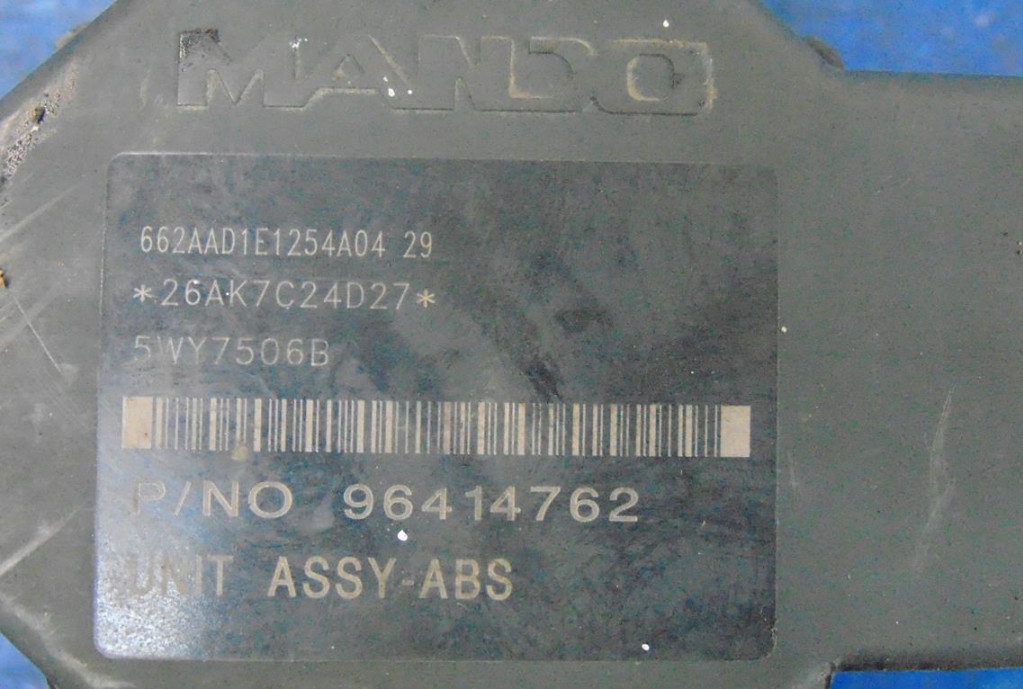 MANDO
662AAD1E1254A04 29
*26AK7C24D27*
5WY7506B
P/NO 96414762
UNIT ASSY-ABS